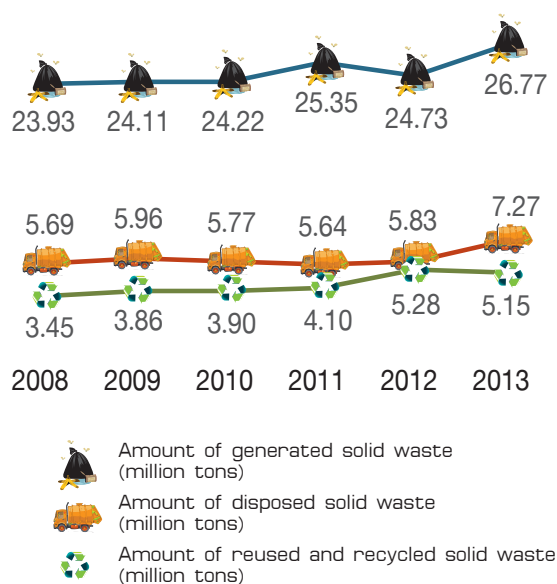 23.93 24.11 24.22 25.35 24.73 26.77
5.69 5.96 5.77 5.64 5.83 7.27
3.45 3.86 3.90 4.10 5.28 5.15
2008 2009 2010 2011 2012 2013
Amount of generated solid waste
(million tons)
Amount of disposed solid waste
(million tons)
Amount of reused and recycled solid waste
(million tons)